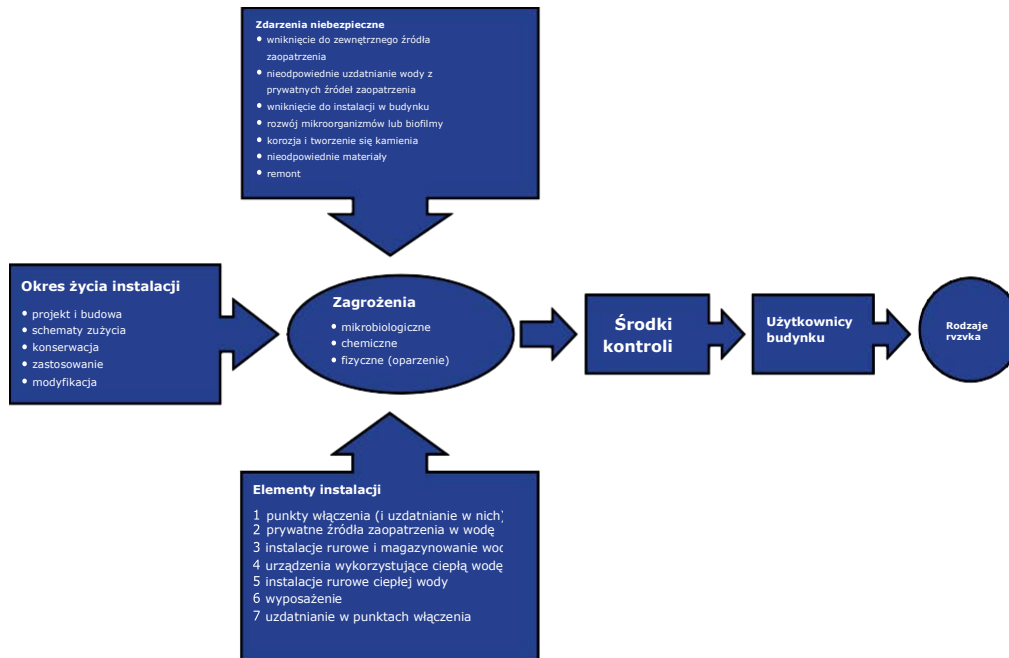 Zdarzenia niebezpieczne
• wniknięcie do zewnętrznego źródła
zaopatrzenia
• nieodpowiednie uzdatnianie wody z
prywatnych źródeł zaopatrzenia
• wniknięcie do instalacji w budynku
• rozwój mikroorganizmów lub biofilmy
• korozja i tworzenie się kamienia
• nieodpowiednie materiały
• remont
Okres życia instalacji
• projekt i budowa
• schematy zużycia
• konserwacja
• zastosowanie
• modyfikacja
Zagrożenia
• mikrobiologiczne
• chemiczne
• fizyczne (oparzenie)
Środki
kontroli
Użytkownicy
budynku
Rodzaje
ryzyka
Elementy instalacji
1 punkty włączenia (i uzdatnianie w nich)
2 prywatne źródła zaopatrzenia w wodę
3 instalacje rurowe i magazynowanie
4 urządzenia wykorzystujące ciepłą wodę
5 instalacje rurowe ciepłej wody
6 wyposażenie
7 uzdatnianie w punktach włączenia